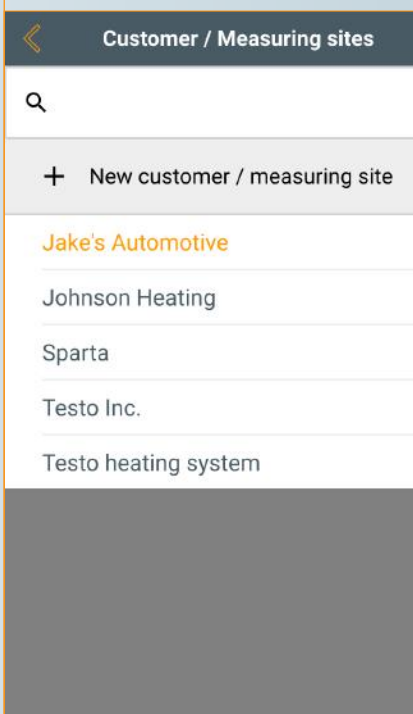 Customer / Measuring sites
New customer / measuring site
Jake's Automotive
Johnson Heating
Sparta
Testo Inc.
Testo heating system